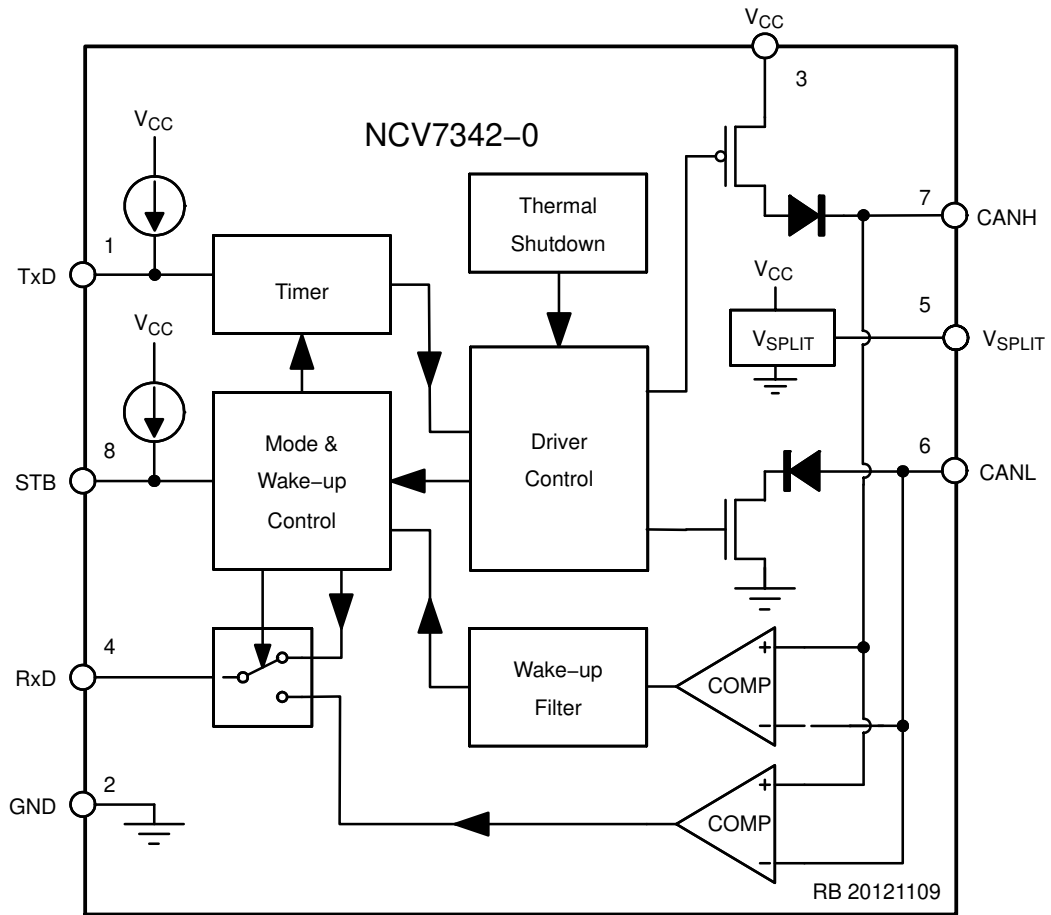 VCC
3
NCV7342−0
VCC
Thermal
Shutdown
7
CANH
1
TxD
Timer
VCC
5
VSPLIT
VSPLIT
VCC
8
STB
Mode &
Wake−up
Control
Driver
Control
6
CANL
4
RxD
Wake−up
Filter
+
COMP
−
2
GND
+
COMP
−
RB 20121109